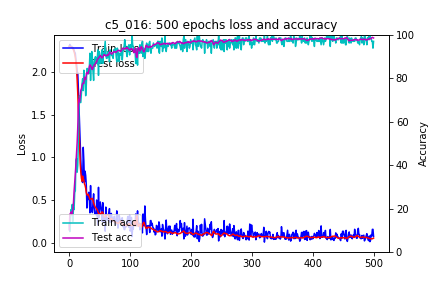 c5_016: 500 epochs loss and accuracy
Train loss
Test loss
Train acc
Test acc
Loss
Accuracy
2.0
1.5
1.0
0.5
0.0
100
80
60
40
20
0
0
100
200
300
400
500